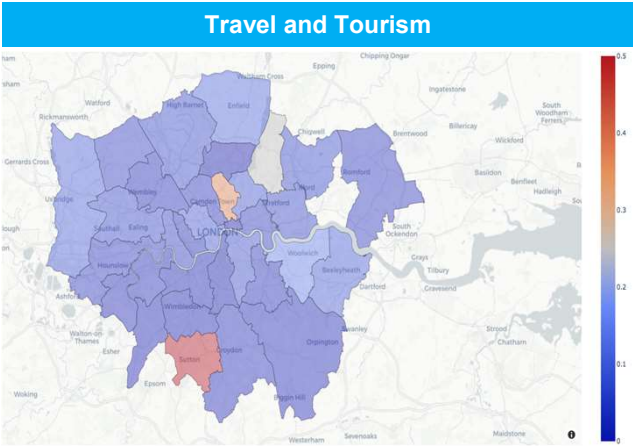 Travel and Tourism
Chipping Ongar
Epping
Waltham Cross
Ingatestone
Watford
High Barnet
Enfield
South
Woodham
Ferrers
Rickmansworth
Chigwell
Brentwood
Billericay
Wickford
Gerrards Cross
Romford
Basildon
Benfleet
Hadleigh
Wembley
Ilford
Uxbridge
Camden Town
Stratford
Southall
Ealing
LONDON
South
Ockendon
Woolwich
Grays
Hounslow
Bexleyheath
Tilbury
Dartford
Gravesend
Ashford
Wimbledon
Walton-on-
Thames
Swanley
Strood
Esher
Orpington
Chatham
Sutton
Croydon
Epsom
Woking
Biggin Hill
Maidstone
Westerham
Sevenoaks
0.5
0.4
0.3
0.2
0.1
0